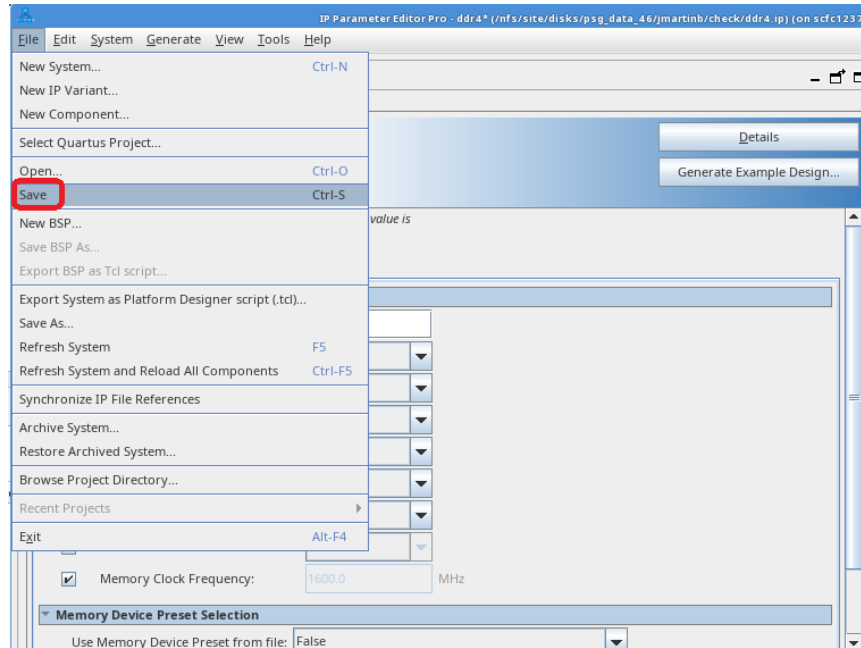 IP Parameter Editor Pro - ddr4* (/nfs/site/disks/psg_data_46/jmartinb/check/ddr4.ip) (on scfc1237
File Edit System Generate View Tools Help
New System... Ctrl-N
New IP Variant...
New Component...
Select Quartus Project...
Details
Open... Ctrl-O
Generate Example Design...
Save Ctrl-S
New BSP...
value is
Save BSP As...
Export BSP as Tcl script...
Export System as Platform Designer script (.tcl)...
Save As...
Refresh System F5
Refresh System and Reload All Components Ctrl-F5
Synchronize IP File References
Archive System...
Restore Archived System...
Browse Project Directory...
Recent Projects
Exit Alt-F4
Memory Clock Frequency: 1600.0 MHz
Memory Device Preset Selection
Use Memory Device Preset from file: False